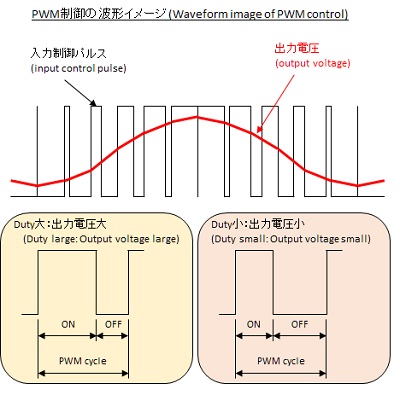 PWM制御の波形イメージ(Waveform image of PWM control)
入力制御パルス
(input control pulse)
出力電圧
(output voltage)
Duty大：出力電圧大
(Duty large: Output voltage large)
ON OFF
PWM cycle
Duty小：出力電圧小
(Duty small: Output voltage small)
ON OFF
PWM cycle